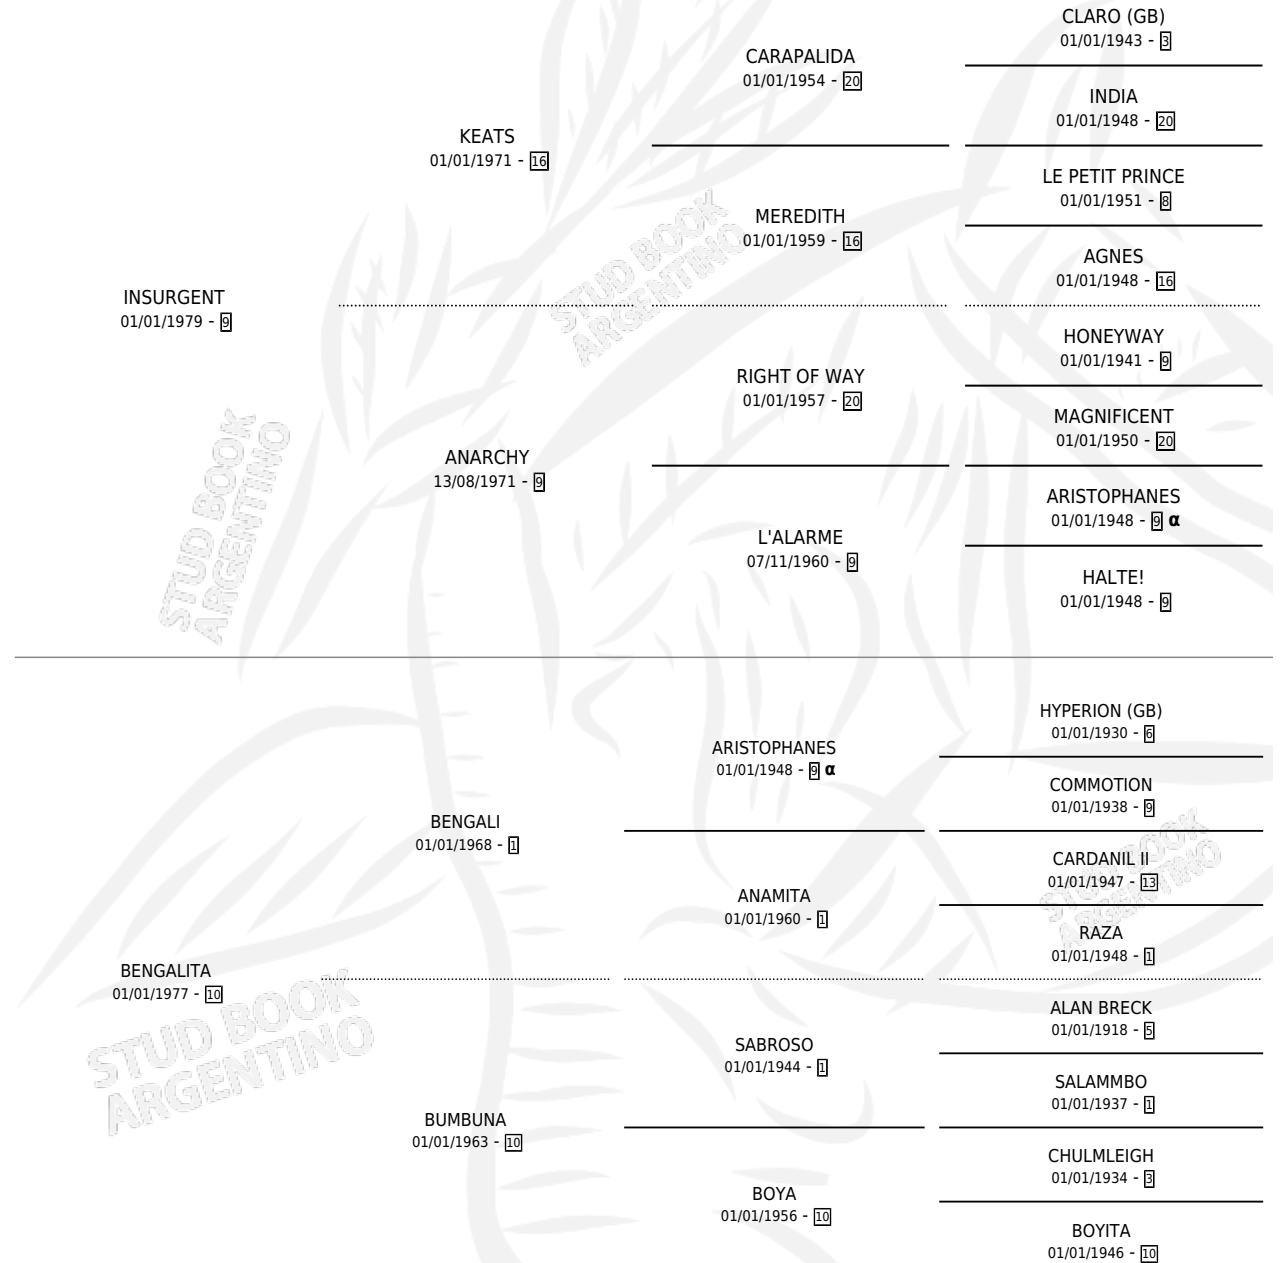 CLARO (GB)
01/01/1943 - 3
CARAPALIDA
01/01/1954 - 20
INDIA
01/01/1948 - 20
KEATS
01/01/1971 - 16
LE PETIT PRINCE
01/01/1951 - 8
MEREDITH
01/01/1959 - 16
AGNES
01/01/1948 - 16
INSURGENT
01/01/1979 - 9
HONEYWAY
01/01/1941 - 9
RIGHT OF WAY
01/01/1957 - 20
MAGNIFICENT
01/01/1950 - 20
ANARCHY
13/08/1971 - 9
ARISTOPHANES
01/01/1948 - 9 α
L'ALARME
07/11/1960 - 9
HALTE!
01/01/1948 - 9
HYPERION (GB)
01/01/1930 - 6
ARISTOPHANES
01/01/1948 - 9 α
COMMOTION
01/01/1938 - 9
BENGALI
01/01/1968 - 1
CARDANIL II
01/01/1947 - 13
ANAMITA
01/01/1960 - 1
RAZA
01/01/1948 - 1
BENGALITA
01/01/1977 - 10
ALAN BRECK
01/01/1918 - 5
SABROSO
01/01/1944 - 1
SALAMMBO
01/01/1937 - 1
BUMBUNA
01/01/1963 - 10
CHULMLEIGH
01/01/1934 - 3
BOYA
01/01/1956 - 10
BOYITA
01/01/1946 - 10
STUD BOOK
ARGENTINO
STUD BOOK
ARGENTINO
STUD BOOK
ARGENTINO
STUD BOOK
ARGENTINO